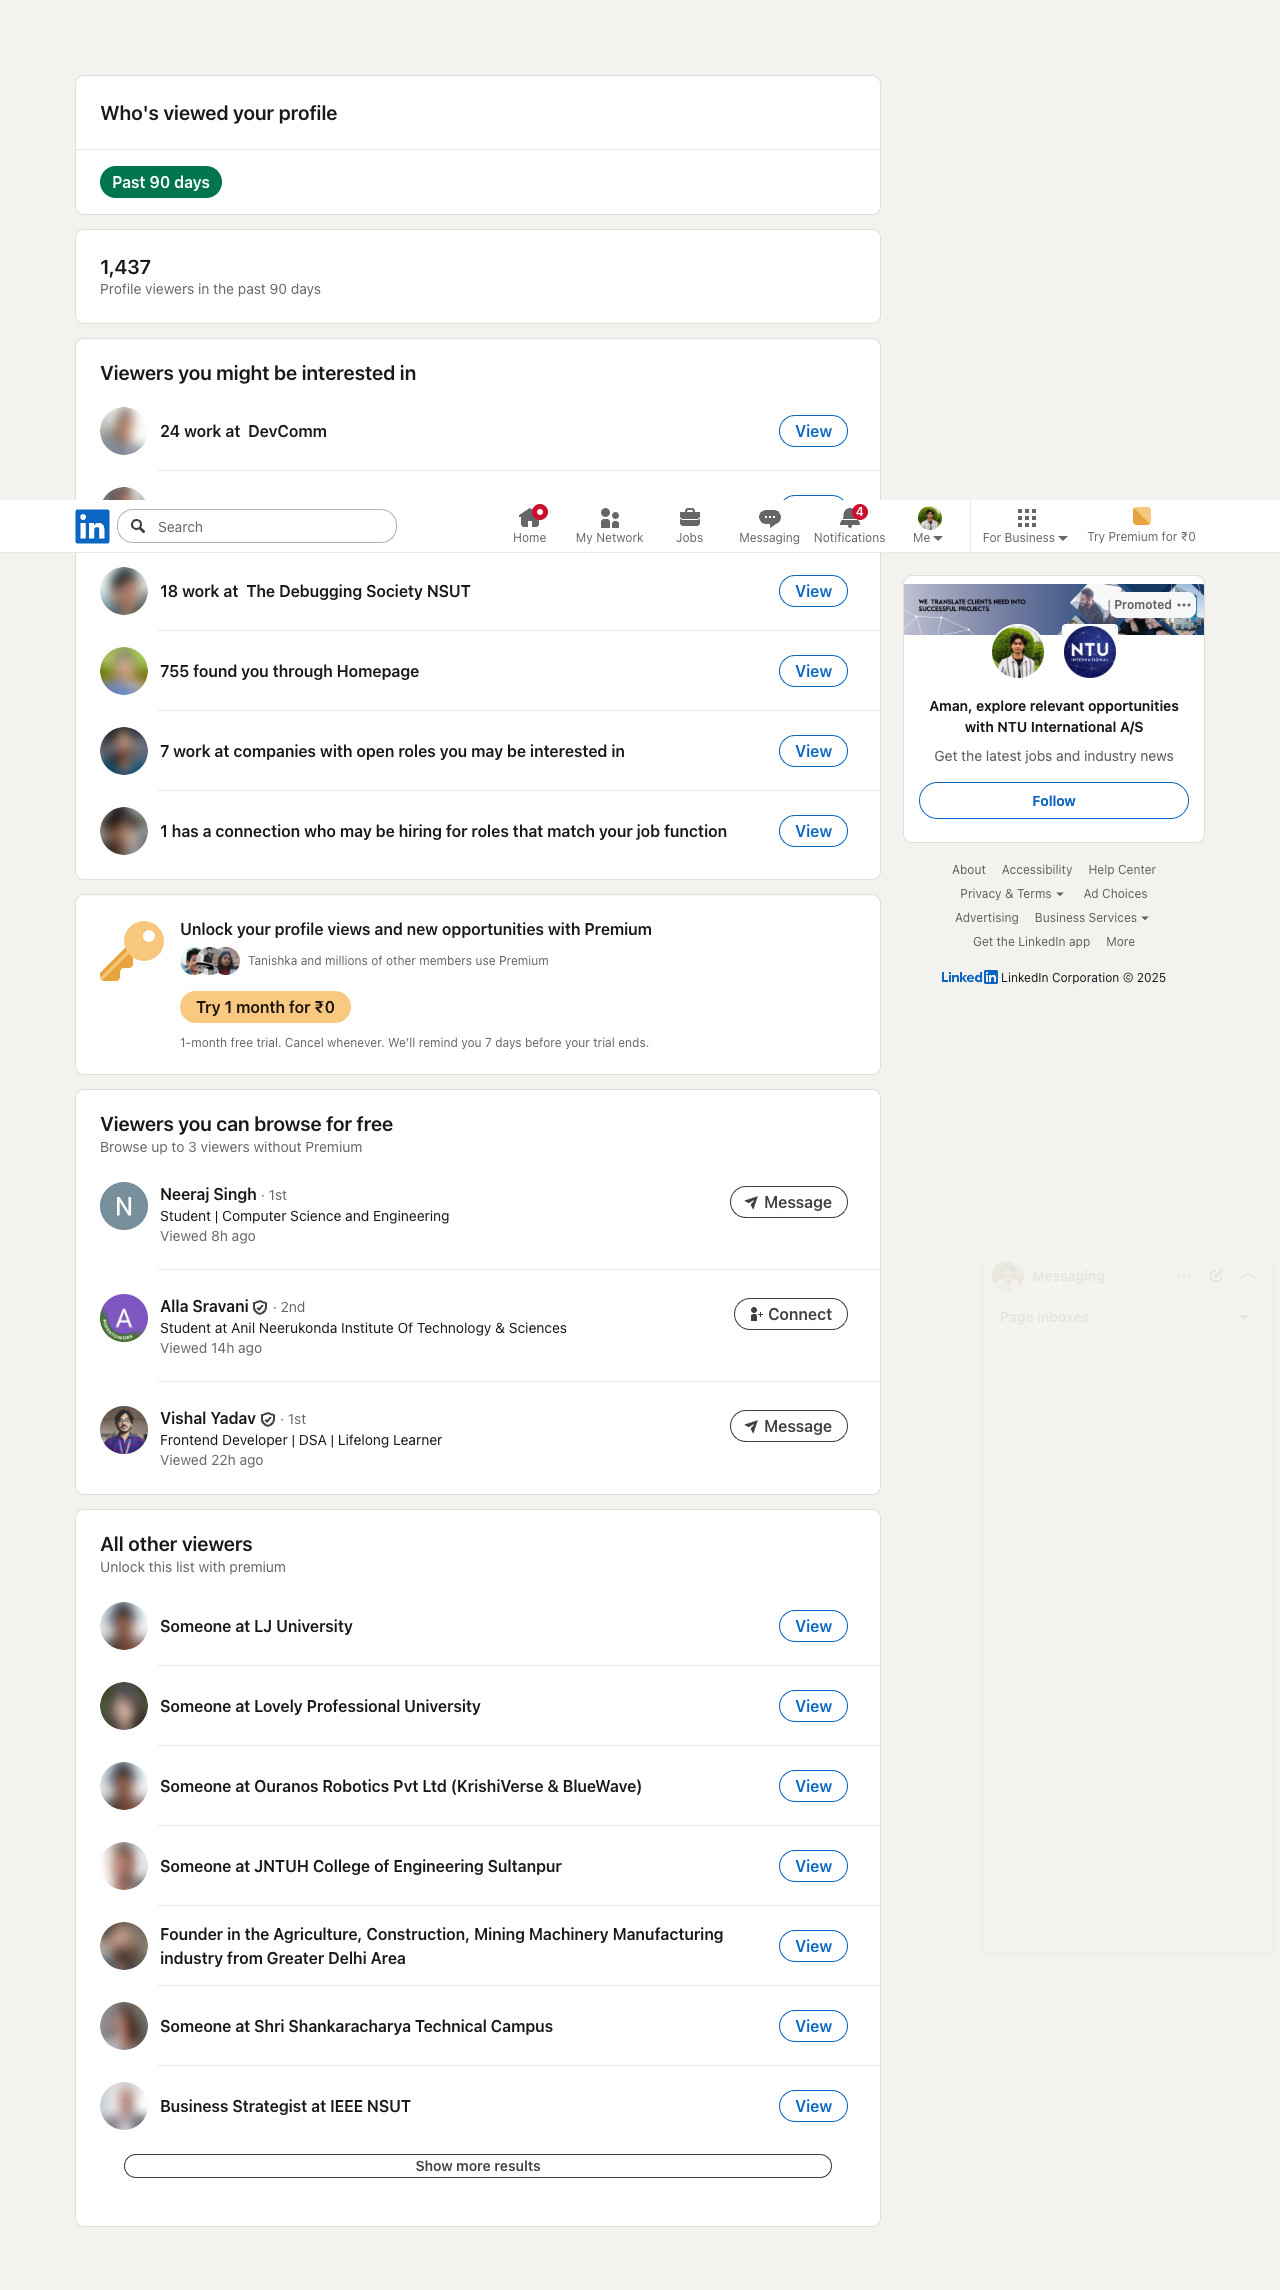 Who's viewed your profile
Past 90 days
1,437
Profile viewers in the past 90 days
Viewers you might be interested in
24 work at  DevComm
View
in
Search
Home
My Network
Jobs
Messaging
4
Notifications
Me
For Business
Try Premium for ₹0
18 work at  The Debugging Society NSUT
View
755 found you through Homepage
View
7 work at companies with open roles you may be interested in
View
1 has a connection who may be hiring for roles that match your job function
View
WE TRANSLATE CLIENTS NEED INTO
SUCCESSFUL PROJECTS
Promoted
NTU
INTERNATIONAL
Aman, explore relevant opportunities
with NTU International A/S
Get the latest jobs and industry news
Follow
About Accessibility Help Center
Privacy & Terms Ad Choices
Advertising Business Services
Get the LinkedIn app More
LinkedIn LinkedIn Corporation © 2025
Unlock your profile views and new opportunities with Premium
Tanishka and millions of other members use Premium
Try 1 month for ₹0
1-month free trial. Cancel whenever. We'll remind you 7 days before your trial ends.
Viewers you can browse for free
Browse up to 3 viewers without Premium
N
Neeraj Singh · 1st
Student | Computer Science and Engineering
Viewed 8h ago
Message
A
#OPENTOWORK
Alla Sravani · 2nd
Student at Anil Neerukonda Institute Of Technology & Sciences
Viewed 14h ago
Connect
Vishal Yadav · 1st
Frontend Developer | DSA | Lifelong Learner
Viewed 22h ago
Message
Messaging
Page inboxes
All other viewers
Unlock this list with premium
Someone at LJ University
View
Someone at Lovely Professional University
View
Someone at Ouranos Robotics Pvt Ltd (KrishiVerse & BlueWave)
View
Someone at JNTUH College of Engineering Sultanpur
View
Founder in the Agriculture, Construction, Mining Machinery Manufacturing
industry from Greater Delhi Area
View
Someone at Shri Shankaracharya Technical Campus
View
Business Strategist at IEEE NSUT
View
Show more results